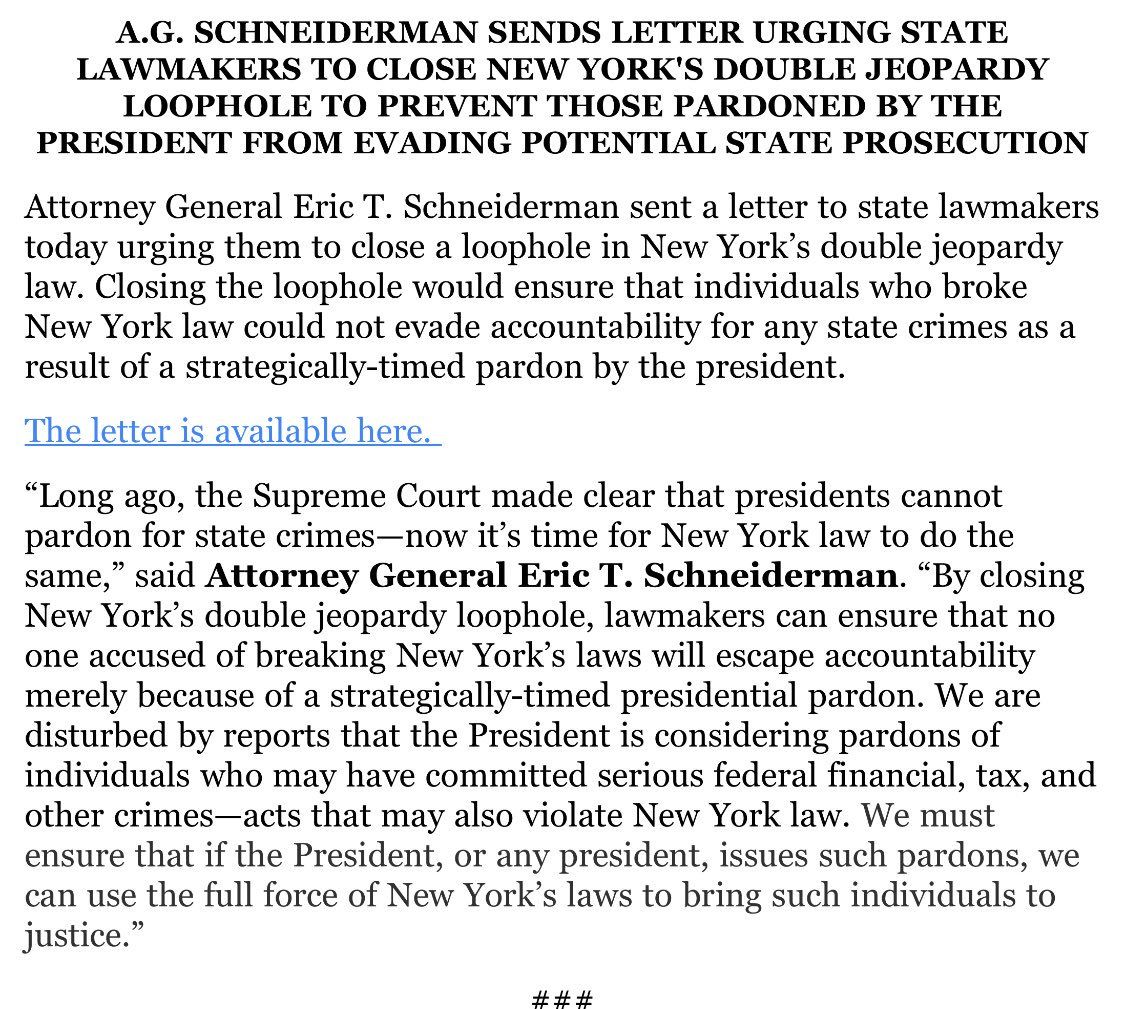 A.G. SCHNEIDERMAN SENDS LETTER URGING STATE
LAWMAKERS TO CLOSE NEW YORK'S DOUBLE JEOPARDY
LOOPHOLE TO PREVENT THOSE PARDONED BY THE
PRESIDENT FROM EVADING POTENTIAL STATE PROSECUTION
Attorney General Eric T. Schneiderman sent a letter to state lawmakers
today urging them to close a loophole in New York’s double jeopardy
law. Closing the loophole would ensure that individuals who broke
New York law could not evade accountability for any state crimes as a
result of a strategically-timed pardon by the president.
The letter is available here.
“Long ago, the Supreme Court made clear that presidents cannot
pardon for state crimes—now it’s time for New York law to do the
same,” said Attorney General Eric T. Schneiderman. “By closing
New York’s double jeopardy loophole, lawmakers can ensure that no
one accused of breaking New York’s laws will escape accountability
merely because of a strategically-timed presidential pardon. We are
disturbed by reports that the President is considering pardons of
individuals who may have committed serious federal financial, tax, and
other crimes—acts that may also violate New York law. We must
ensure that if the President, or any president, issues such pardons, we
can use the full force of New York’s laws to bring such individuals to
justice.”
###